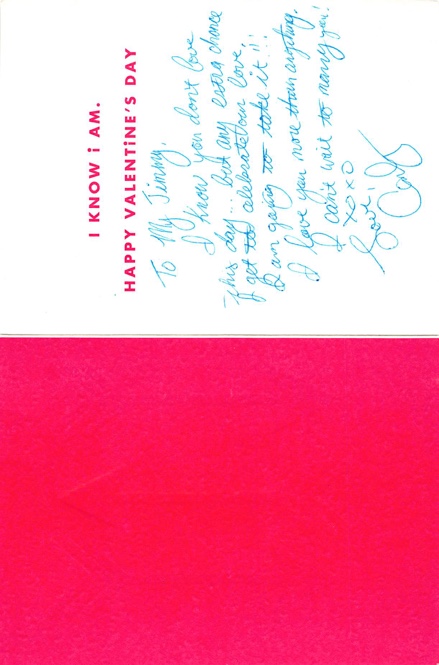 I KNOW i AM.
HAPPY VALENTiNE'S DAY
To My Jimmy,
I know you don't love
this day... but any extra chance
I get to celebrate our love,
I am going to take it!!!
I love you more than anything.
I can't wait to marry you!
XOXO
Love,